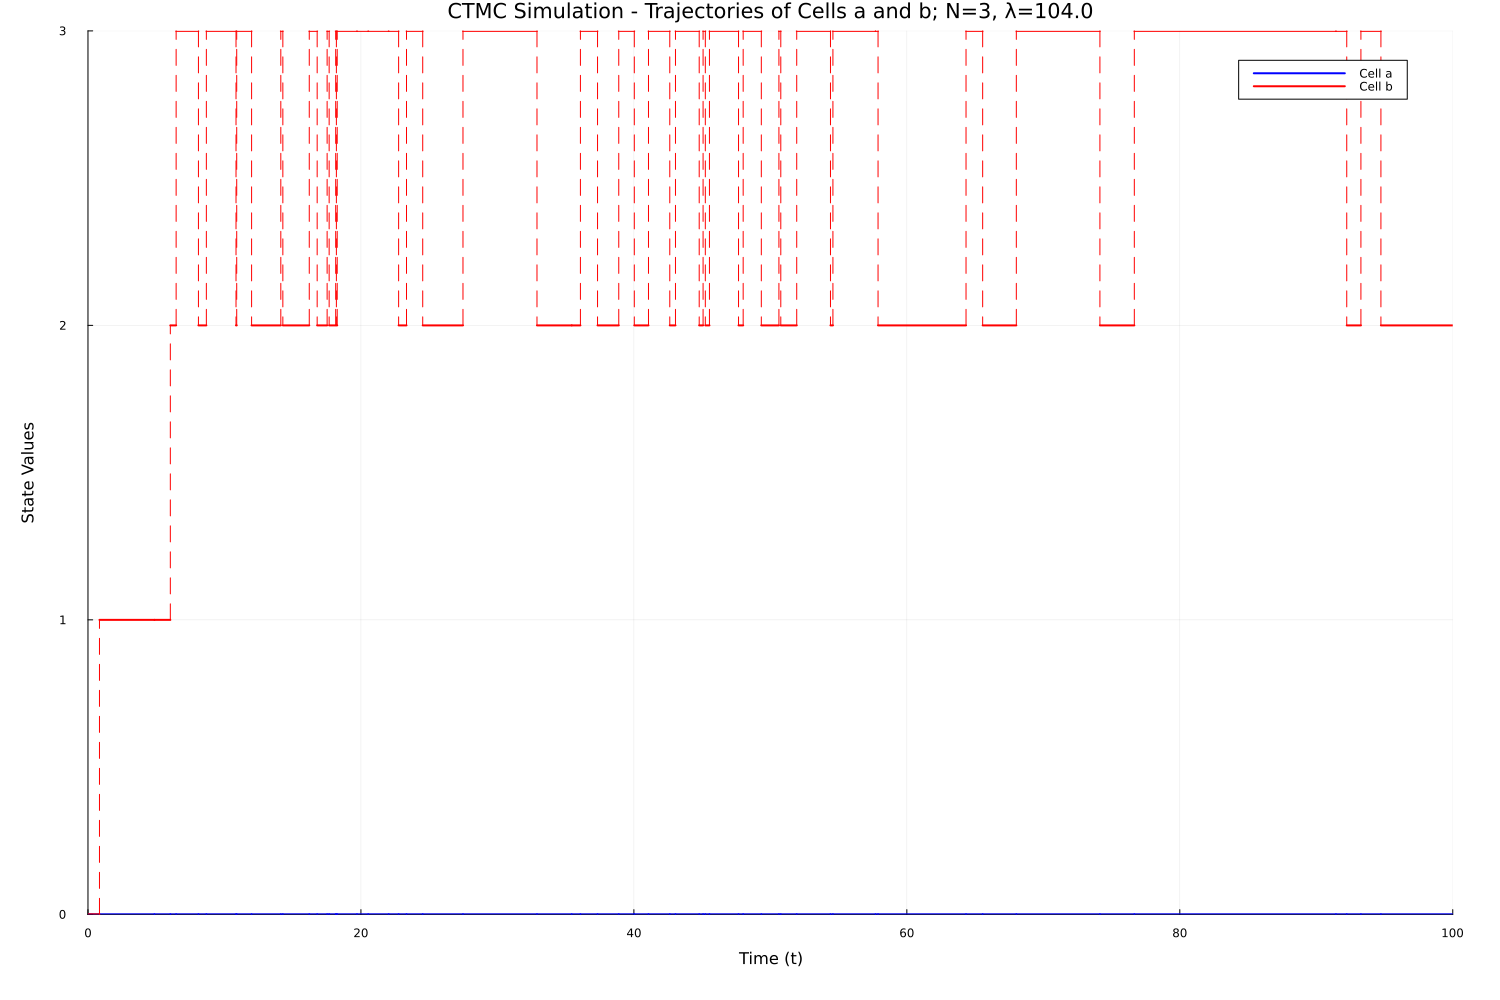 CTMC Simulation - Trajectories of Cells a and b; N=3, λ=104.0
3
Cell a
Cell b
2
State Values
1
0
0 20 40 60 80 100
Time (t)